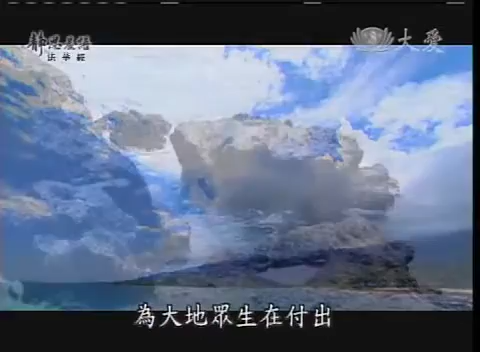 靜思晨語
法華經
大愛
為大地眾生在付出